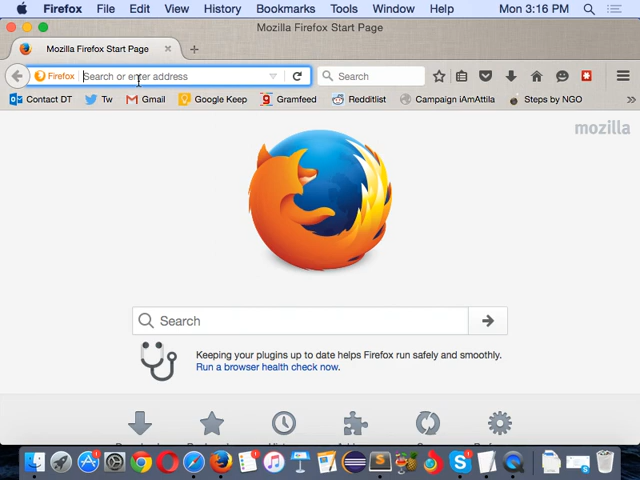 Firefox File Edit View History Bookmarks Tools Window Help Mon 3:16 PM
Mozilla Firefox Start Page
Mozilla Firefox Start Page
Firefox Search or enter address Search
Contact DT Tw Gmail Google Keep Gramfeed Redditlist Campaign iAmAttila Steps by NGO
mozilla
Search
Keeping your plugins up to date helps Firefox run safely and smoothly.
Run a browser health check now.